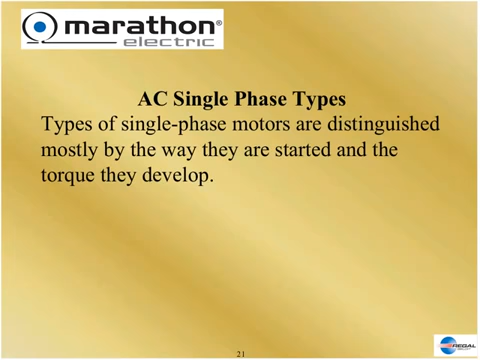 marathon®
electric
AC Single Phase Types
Types of single-phase motors are distinguished
mostly by the way they are started and the
torque they develop.
21
REGAL